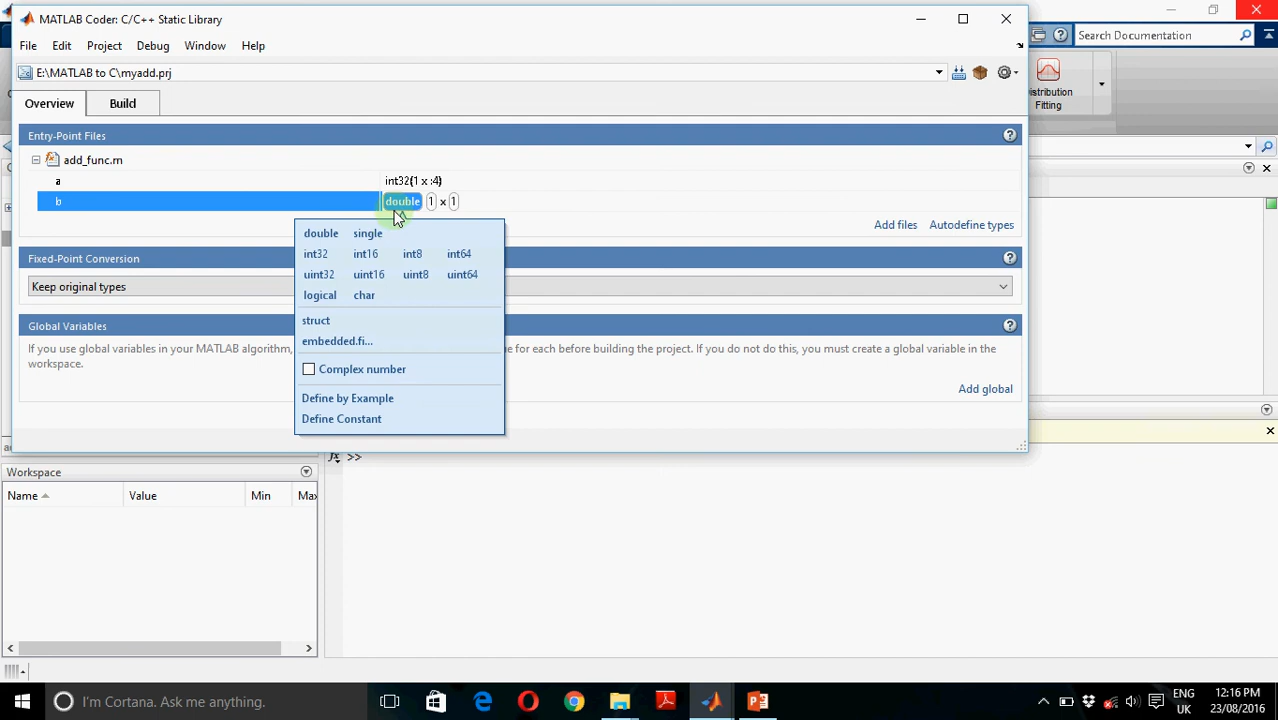 MATLAB Coder: C/C++ Static Library
File Edit Project Debug Window Help
Search Documentation
E:\MATLAB to C\myadd.prj
istribution
Fitting
Overview Build
Entry-Point Files
add_func.m
a int32(1 x :4)
b double 1 x 1
Add files Autodefine types
double single
int32 int16 int8 int64
uint32 uint16 uint8 uint64
logical char
struct
embedded.fi...
Complex number
Define by Example
Define Constant
Fixed-Point Conversion
Keep original types
Global Variables
If you use global variables in your MATLAB algorithm, ue for each before building the project. If you do not do this, you must create a global variable in the
workspace.
Add global
fx >>
Workspace
Name Value Min Max
I'm Cortana. Ask me anything.
ENG 12:16 PM
UK 23/08/2016